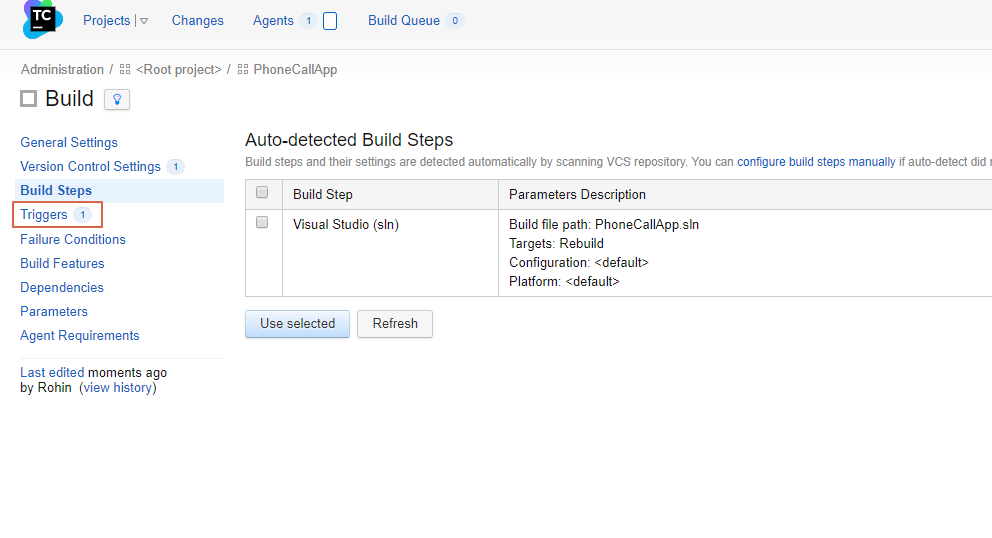 TC
Projects
Changes
Agents 1
Build Queue 0
Administration / <Root project> / PhoneCallApp
Build
General Settings
Version Control Settings 1
Build Steps
Triggers 1
Failure Conditions
Build Features
Dependencies
Parameters
Agent Requirements
Last edited moments ago
by Rohin (view history)
Auto-detected Build Steps
Build steps and their settings are detected automatically by scanning VCS repository. You can configure build steps manually if auto-detect did
Build Step Parameters Description
Visual Studio (sln)
Build file path: PhoneCallApp.sln
Targets: Rebuild
Configuration: <default>
Platform: <default>
Use selected
Refresh